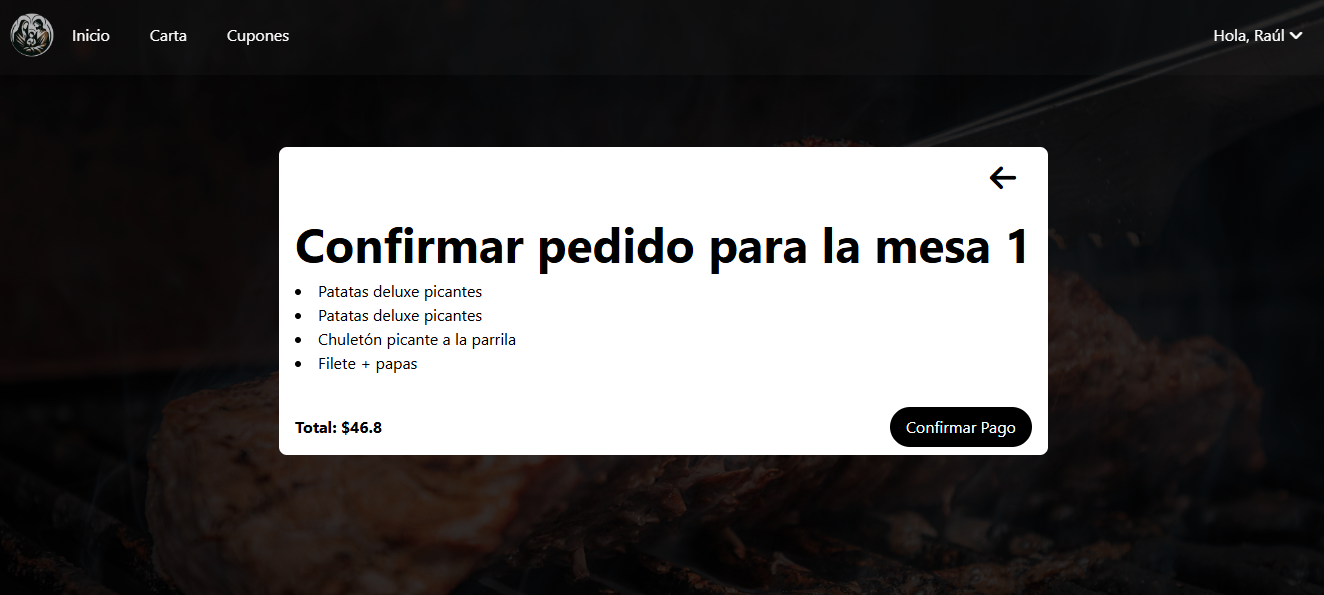 Inicio
Carta
Cupones
Hola, Raúl
Confirmar pedido para la mesa 1
Patatas deluxe picantes
Patatas deluxe picantes
Chuletón picante a la parrila
Filete + papas
Total: $46.8
Confirmar Pago